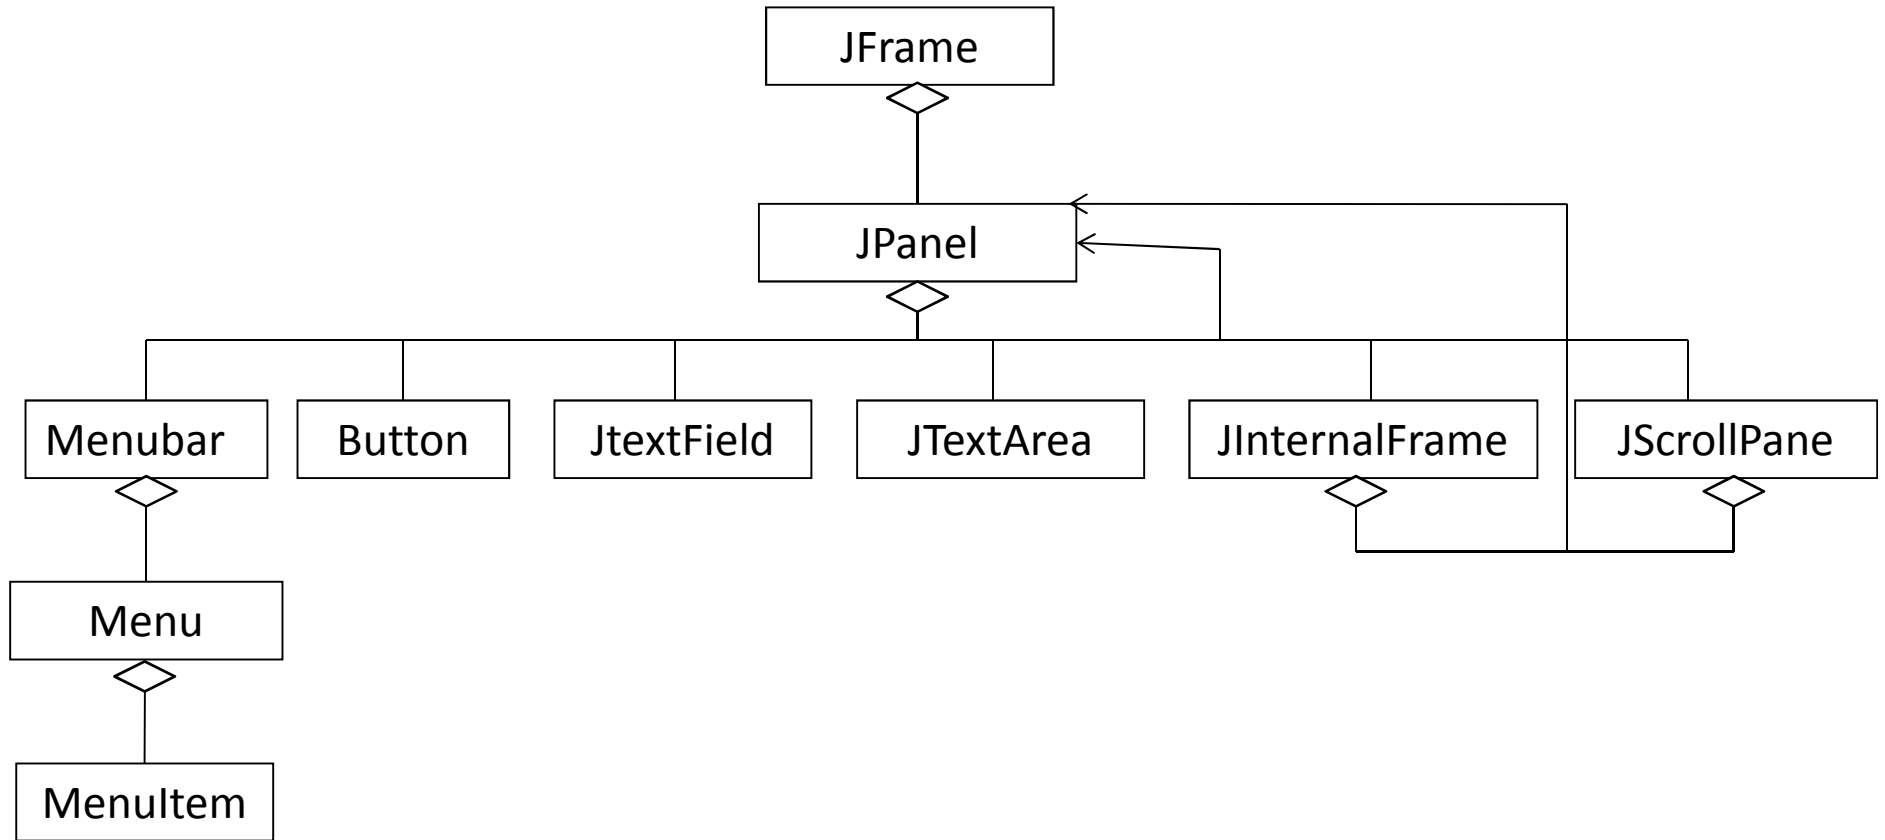 JFrame
JPanel
Menubar
Button
JtextField
JTextArea
JInternalFrame
JScrollPane
Menu
MenuItem